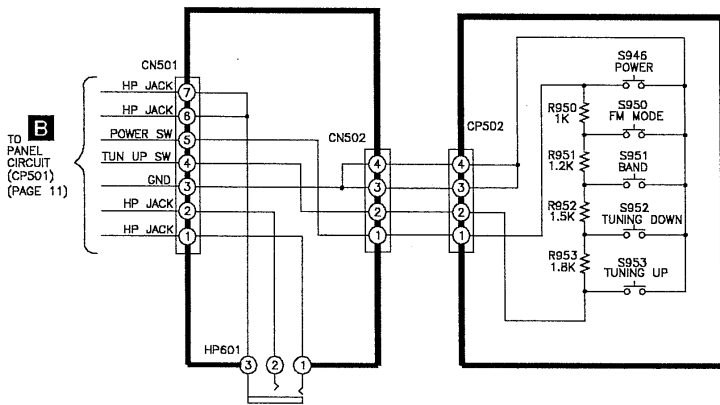 CN501
HP JACK
7
HP JACK
6
B
TO
PANEL
CIRCUIT
(CP501)
(PAGE 11)
POWER SW
5
TUN UP SW
4
GND
3
HP JACK
2
HP JACK
1
CN502
4
3
2
1
HP601
3
2
1
CP502
4
3
2
1
S946
POWER
R950
1K
S950
FM MODE
R951
1.2K
S951
BAND
R952
1.5K
S952
TUNING DOWN
R953
1.8K
S953
TUNING UP